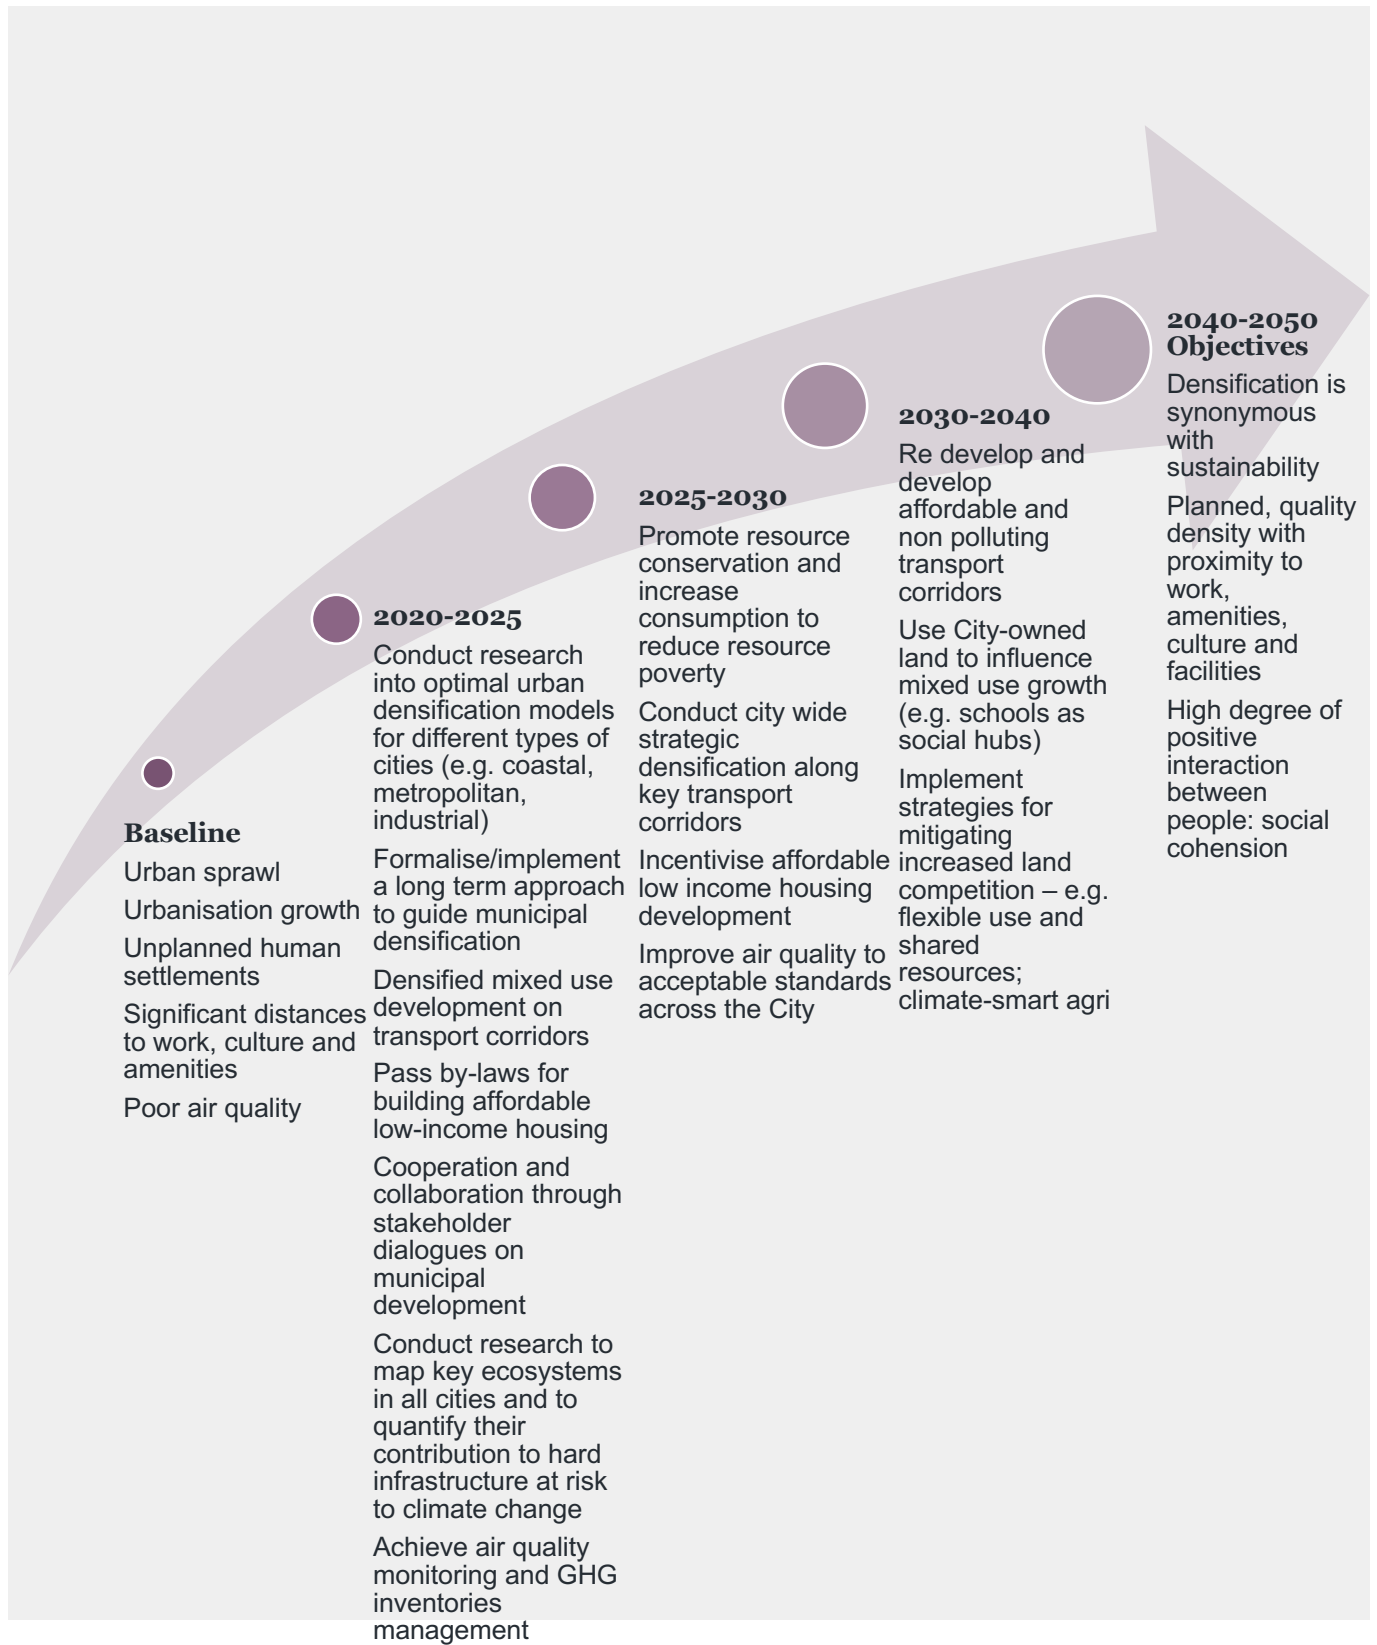 Baseline
Urban sprawl
Urbanisation growth
Unplanned human
settlements
Significant distances
to work, culture and
amenities
Poor air quality
2020-2025
Conduct research
into optimal urban
densification models
for different types of
cities (e.g. coastal,
metropolitan,
industrial)
Formalise/implement
a long term approach
to guide municipal
densification
Densified mixed use
development on
transport corridors
Pass by-laws for
building affordable
low-income housing
Cooperation and
collaboration through
stakeholder
dialogues on
municipal
development
Conduct research to
map key ecosystems
in all cities and to
quantify their
contribution to hard
infrastructure at risk
to climate change
Achieve air quality
monitoring and GHG
inventories
management
2025-2030
Promote resource
conservation and
increase
consumption to
reduce resource
poverty
Conduct city wide
strategic
densification along
key transport
corridors
Incentivise affordable
low income housing
development
Improve air quality to
acceptable standards
across the City
2030-2040
Re develop and
develop
affordable and
non polluting
transport
corridors
Use City-owned
land to influence
mixed use growth
(e.g. schools as
social hubs)
Implement
strategies for
mitigating
increased land
competition – e.g.
flexible use and
shared
resources;
climate-smart agri
2040-2050
Objectives
Densification is
synonymous
with
sustainability
Planned, quality
density with
proximity to
work,
amenities,
culture and
facilities
High degree of
positive
interaction
between
people: social
cohension